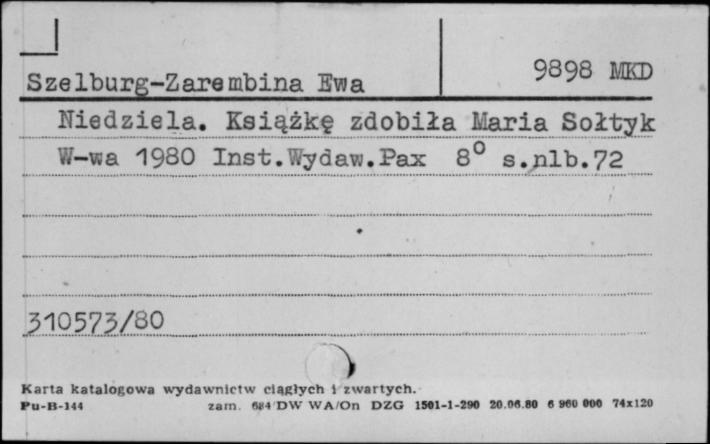 9898 MKD
Szelburg-Zarembina Ewa
Niedziela. Książkę zdobiła Maria Sołtyk
W-wa 1980 Inst.Wydaw.Pax 8° s.nlb.72
310573/80
Karta katalogowa wydawnictw ciągłych i zwartych.
Pu-B-144 zam. 684 DW WA/On DZG 1501-1-290 20.06.80 6 960 000 74x120